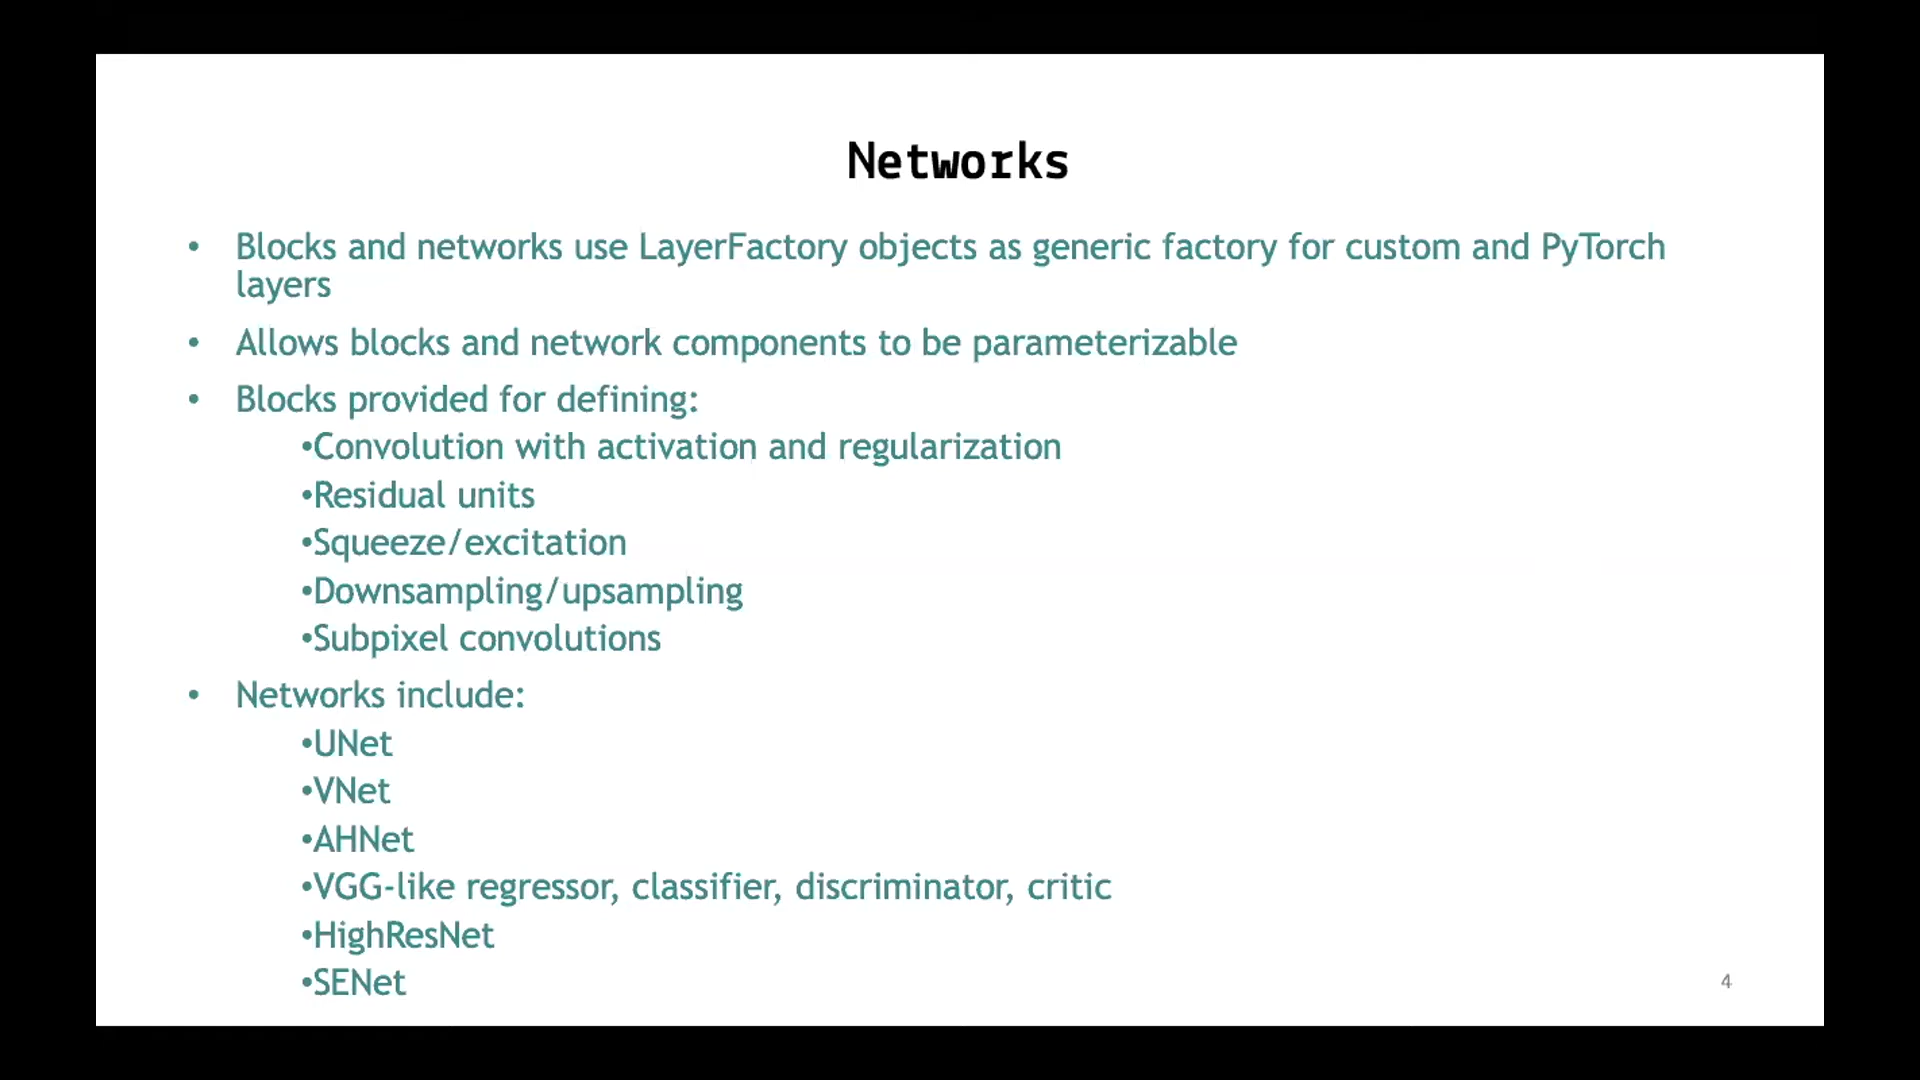 Networks
• Blocks and networks use LayerFactory objects as generic factory for custom and PyTorch
layers
• Allows blocks and network components to be parameterizable
• Blocks provided for defining:
•Convolution with activation and regularization
•Residual units
•Squeeze/excitation
•Downsampling/upsampling
•Subpixel convolutions
• Networks include:
•UNet
•VNet
•AHNet
•VGG-like regressor, classifier, discriminator, critic
•HighResNet
•SENet
4